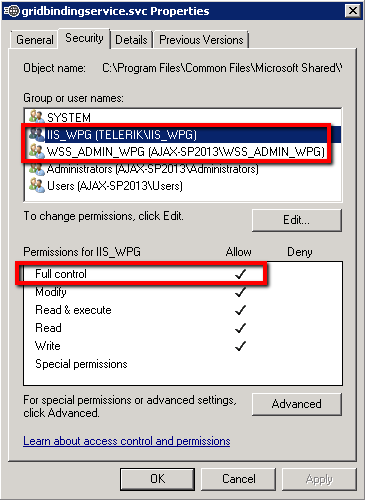 gridbindingservice.svc Properties
General Security Details Previous Versions
Object name: C:\Program Files\Common Files\Microsoft Shared\
Group or user names:
SYSTEM
IIS_WPG (TELERIK\IIS_WPG)
WSS_ADMIN_WPG (AJAX-SP2013\WSS_ADMIN_WPG)
Administrators (AJAX-SP2013\Administrators)
Users (AJAX-SP2013\Users)
To change permissions, click Edit. Edit...
Permissions for IIS_WPG Allow Deny
Full control
Modify
Read & execute
Read
Write
Special permissions
For special permissions or advanced settings,
click Advanced. Advanced
Learn about access control and permissions
OK Cancel Apply